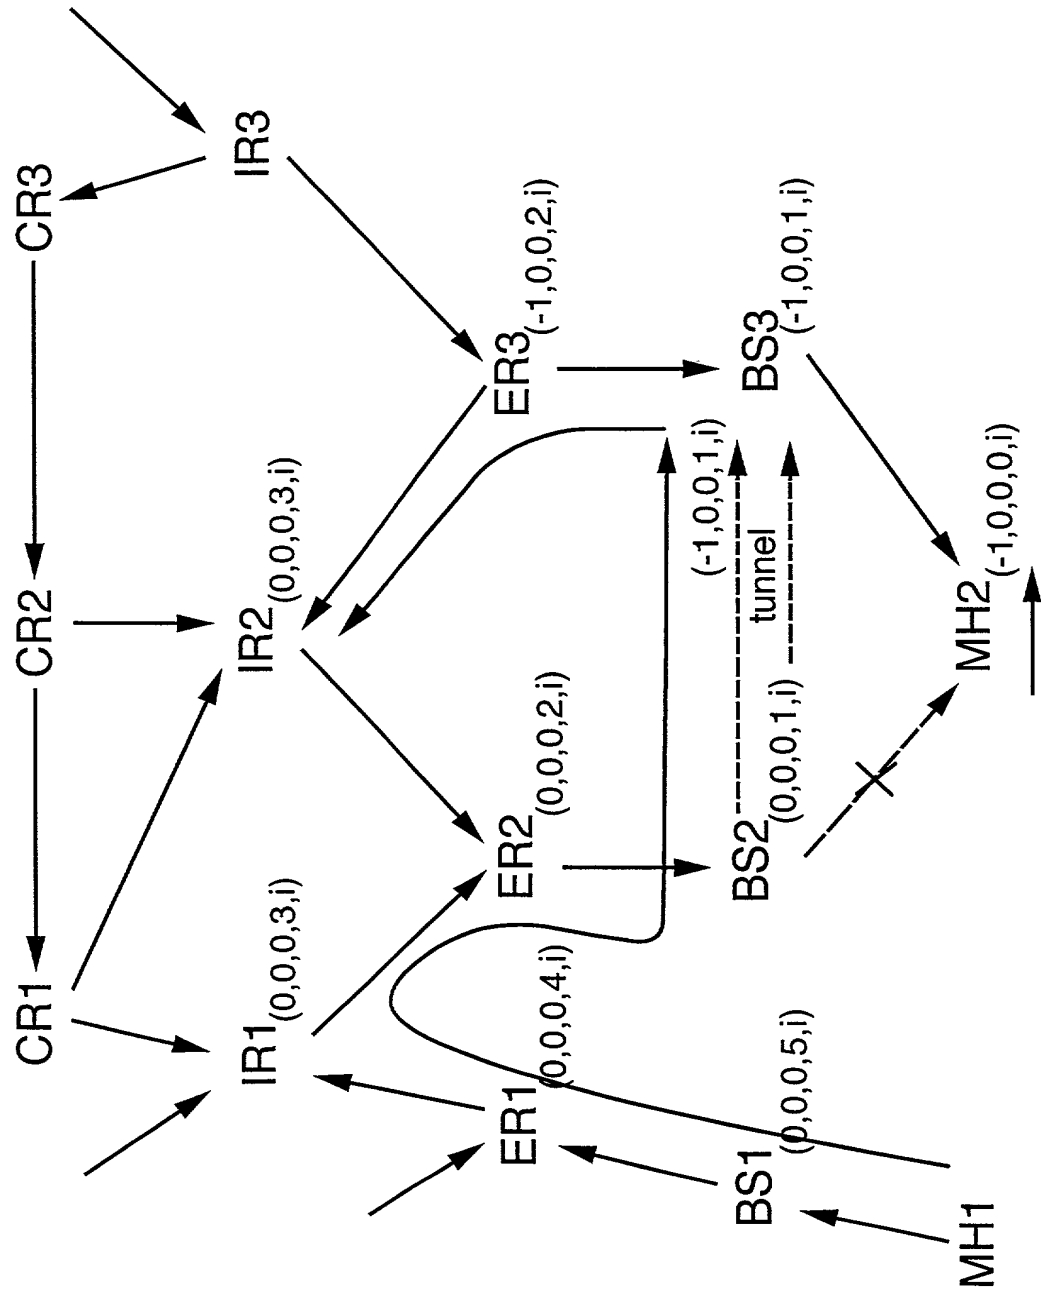 CR1
CR2
CR3
IR1 (0,0,0,3,i)
IR2 (0,0,0,3,i)
IR3
ER1 (0,0,0,4,i)
ER2 (0,0,0,2,i)
ER3 (-1,0,0,2,i)
(-1,0,0,1,i)
BS1 (0,0,0,5,i)
BS2 (0,0,0,1,i)
tunnel
BS3 (-1,0,0,1,i)
MH1
MH2 (-1,0,0,0,i)